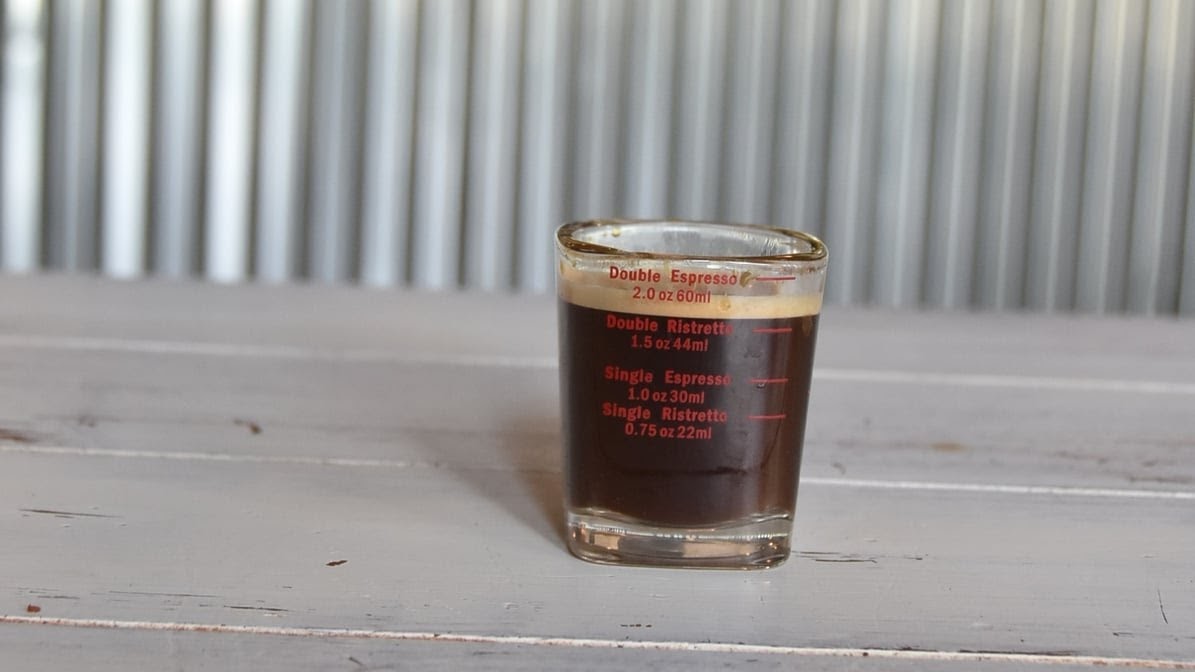 Double Espresso
2.0 oz 60ml
Double Ristretto
1.5 oz 44ml
Single Espresso
1.0 oz 30ml
Single Ristretto
0.75 oz 22ml